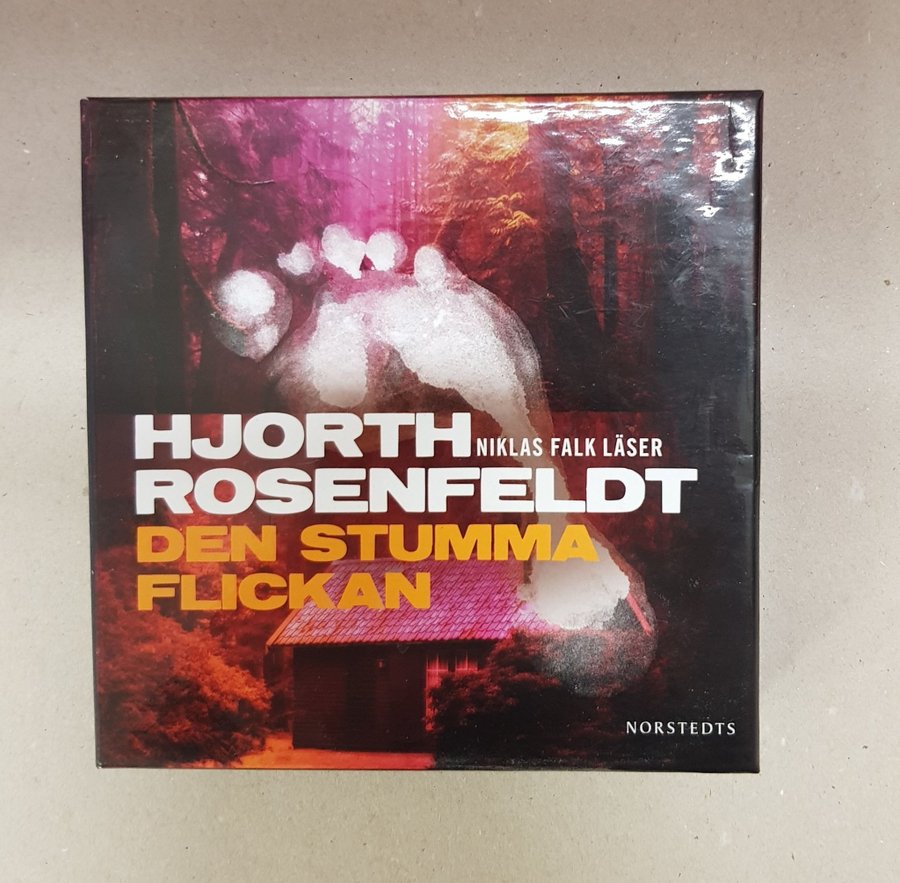 HJORTH
NIKLAS FALK LÄSER
ROSENFELDT
DEN STUMMA
FLICKAN
NORSTEDTS